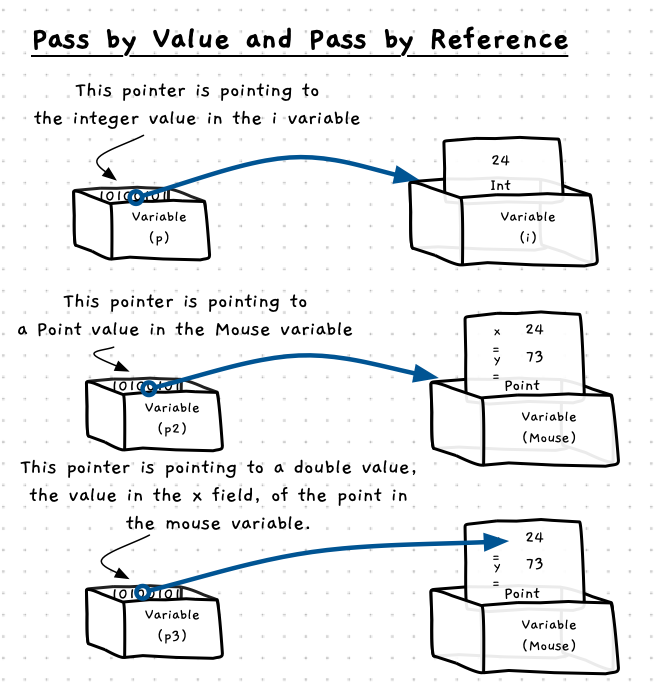 Pass by Value and Pass by Reference
This pointer is pointing to
the integer value in the i variable
10100101
Variable
(p)
24
Int
Variable
(i)
This pointer is pointing to
a Point value in the Mouse variable
10100101
Variable
(p2)
x = 24
y = 73
Point
Variable
(Mouse)
This pointer is pointing to a double value,
the value in the x field, of the point in
the mouse variable.
10100101
Variable
(p3)
= 24
y = 73
Point
Variable
(Mouse)